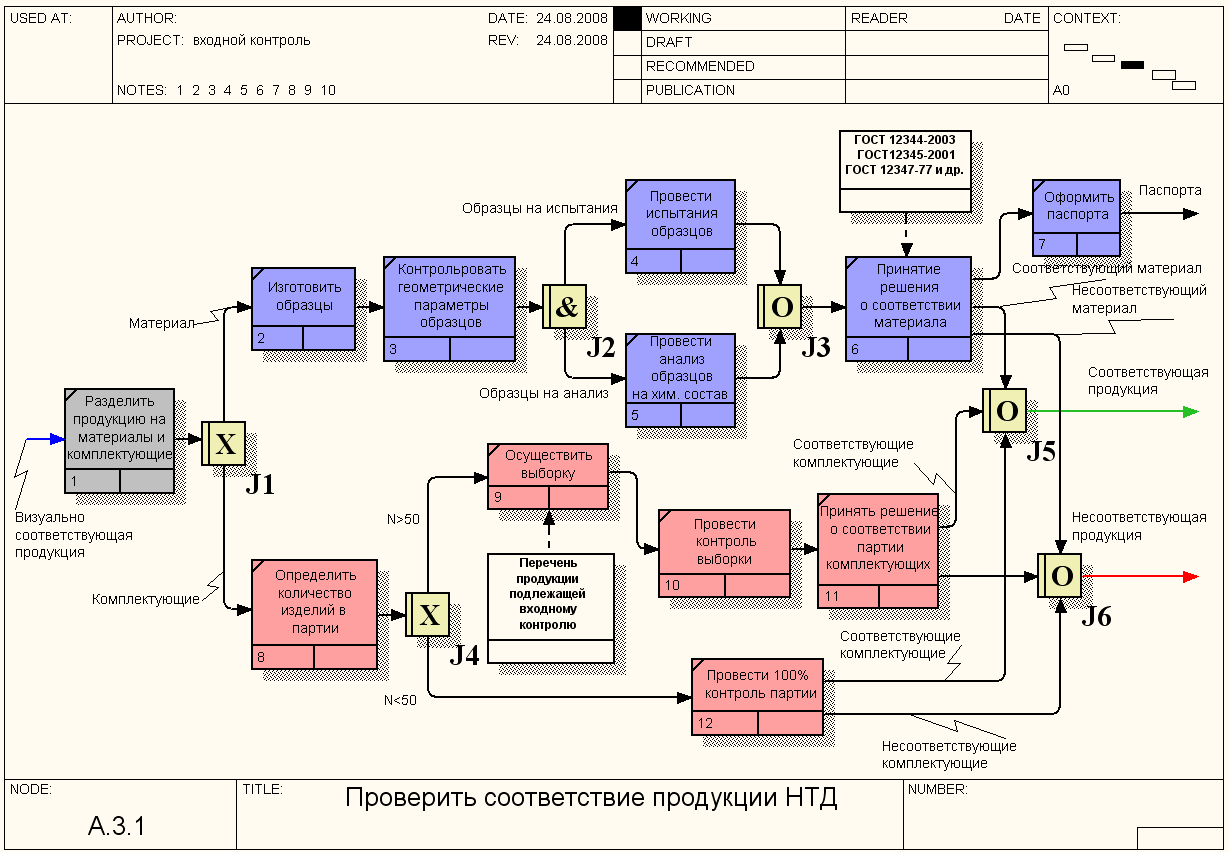 USED AT:
AUTHOR:
DATE: 24.08.2008
PROJECT: входной контроль
REV: 24.08.2008
NOTES: 1 2 3 4 5 6 7 8 9 10
WORKING
DRAFT
RECOMMENDED
PUBLICATION
READER
DATE
CONTEXT:
A0
ГОСТ 12344-2003
ГОСТ12345-2001
ГОСТ 12347-77 и др.
Образцы на испытания
Провести
испытания
образцов
4
Оформить
паспорта
7
Паспорта
Изготовить
образцы
2
Контрольровать
геометрические
параметры
образцов
3
&
J2
O
J3
Принятие
решения
о соответствии
материала
6
Соответствующий материал
Несоответствующий
материал
Материал
Провести
анализ
образцов
на хим. состав
5
Образцы на анализ
Разделить
продукцию на
материалы и
комплектующие
1
X
J1
Визуально
соответствующая
продукция
O
J5
Соответствующая
продукция
Соответствующие
комплектующие
Осуществить
выборку
9
N>50
Провести
контроль
выборки
10
Принять решение
о соответствии
партии
комплектующих
11
Несоответствующая
продукция
O
J6
Перечень
продукции
подлежащей
входному
контролю
Комплектующие
Определить
количество
изделий в
партии
8
X
J4
N<50
Провести 100%
контроль партии
12
Соответствующие
комплектующие
Несоответствующие
комплектующие
NODE:
А.3.1
TITLE:
Проверить соответствие продукции НТД
NUMBER: